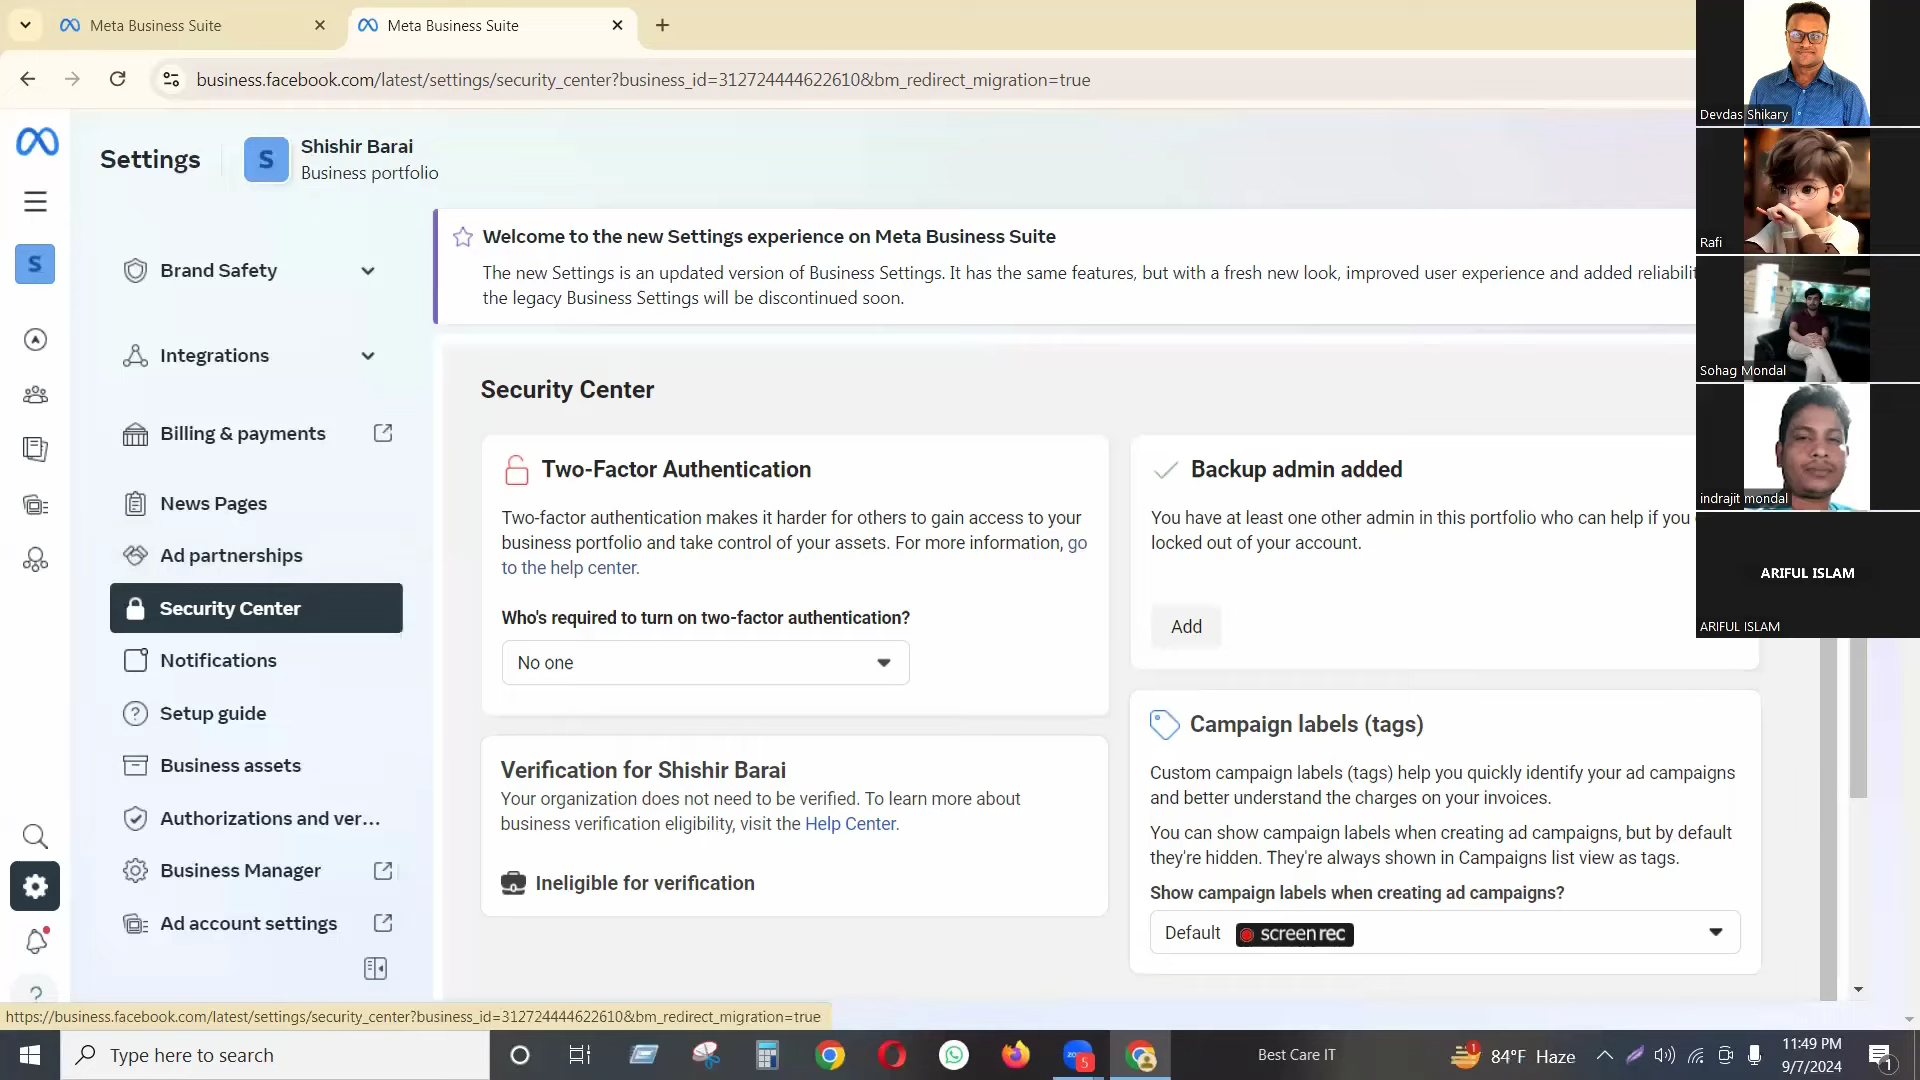 Meta Business Suite
Meta Business Suite
business.facebook.com/latest/settings/security_center?business_id=312724444622610&bm_redirect_migration=true
Settings
S
Shishir Barai
Business portfolio
S
Brand Safety
Integrations
Billing & payments
News Pages
Ad partnerships
Security Center
Notifications
Setup guide
Business assets
Authorizations and ver...
Business Manager
Ad account settings
Welcome to the new Settings experience on Meta Business Suite
The new Settings is an updated version of Business Settings. It has the same features, but with a fresh new look, improved user experience and added
the legacy Business Settings will be discontinued soon.
Security Center
Two-Factor Authentication
Two-factor authentication makes it harder for others to gain access to your
business portfolio and take control of your assets. For more information, go
to the help center.
Who's required to turn on two-factor authentication?
No one
Verification for Shishir Barai
Your organization does not need to be verified. To learn more about
business verification eligibility, visit the Help Center.
Ineligible for verification
Backup admin added
You have at least one other admin in this portfolio who can help if you
locked out of your account.
Add
Campaign labels (tags)
Custom campaign labels (tags) help you quickly identify your ad campaigns
and better understand the charges on your invoices.
You can show campaign labels when creating ad campaigns, but by default
they're hidden. They're always shown in Campaigns list view as tags.
Show campaign labels when creating ad campaigns?
Default
screenrec
Devdas Shikary
Rafi
Sohag Mondal
indrajit mondal
ARIFUL ISLAM
ARIFUL ISLAM
https://business.facebook.com/latest/settings/security_center?business_id=312724444622610&bm_redirect_migration=true
Type here to search
5
Best Care IT
1
84°F Haze
11:49 PM
9/7/2024
1